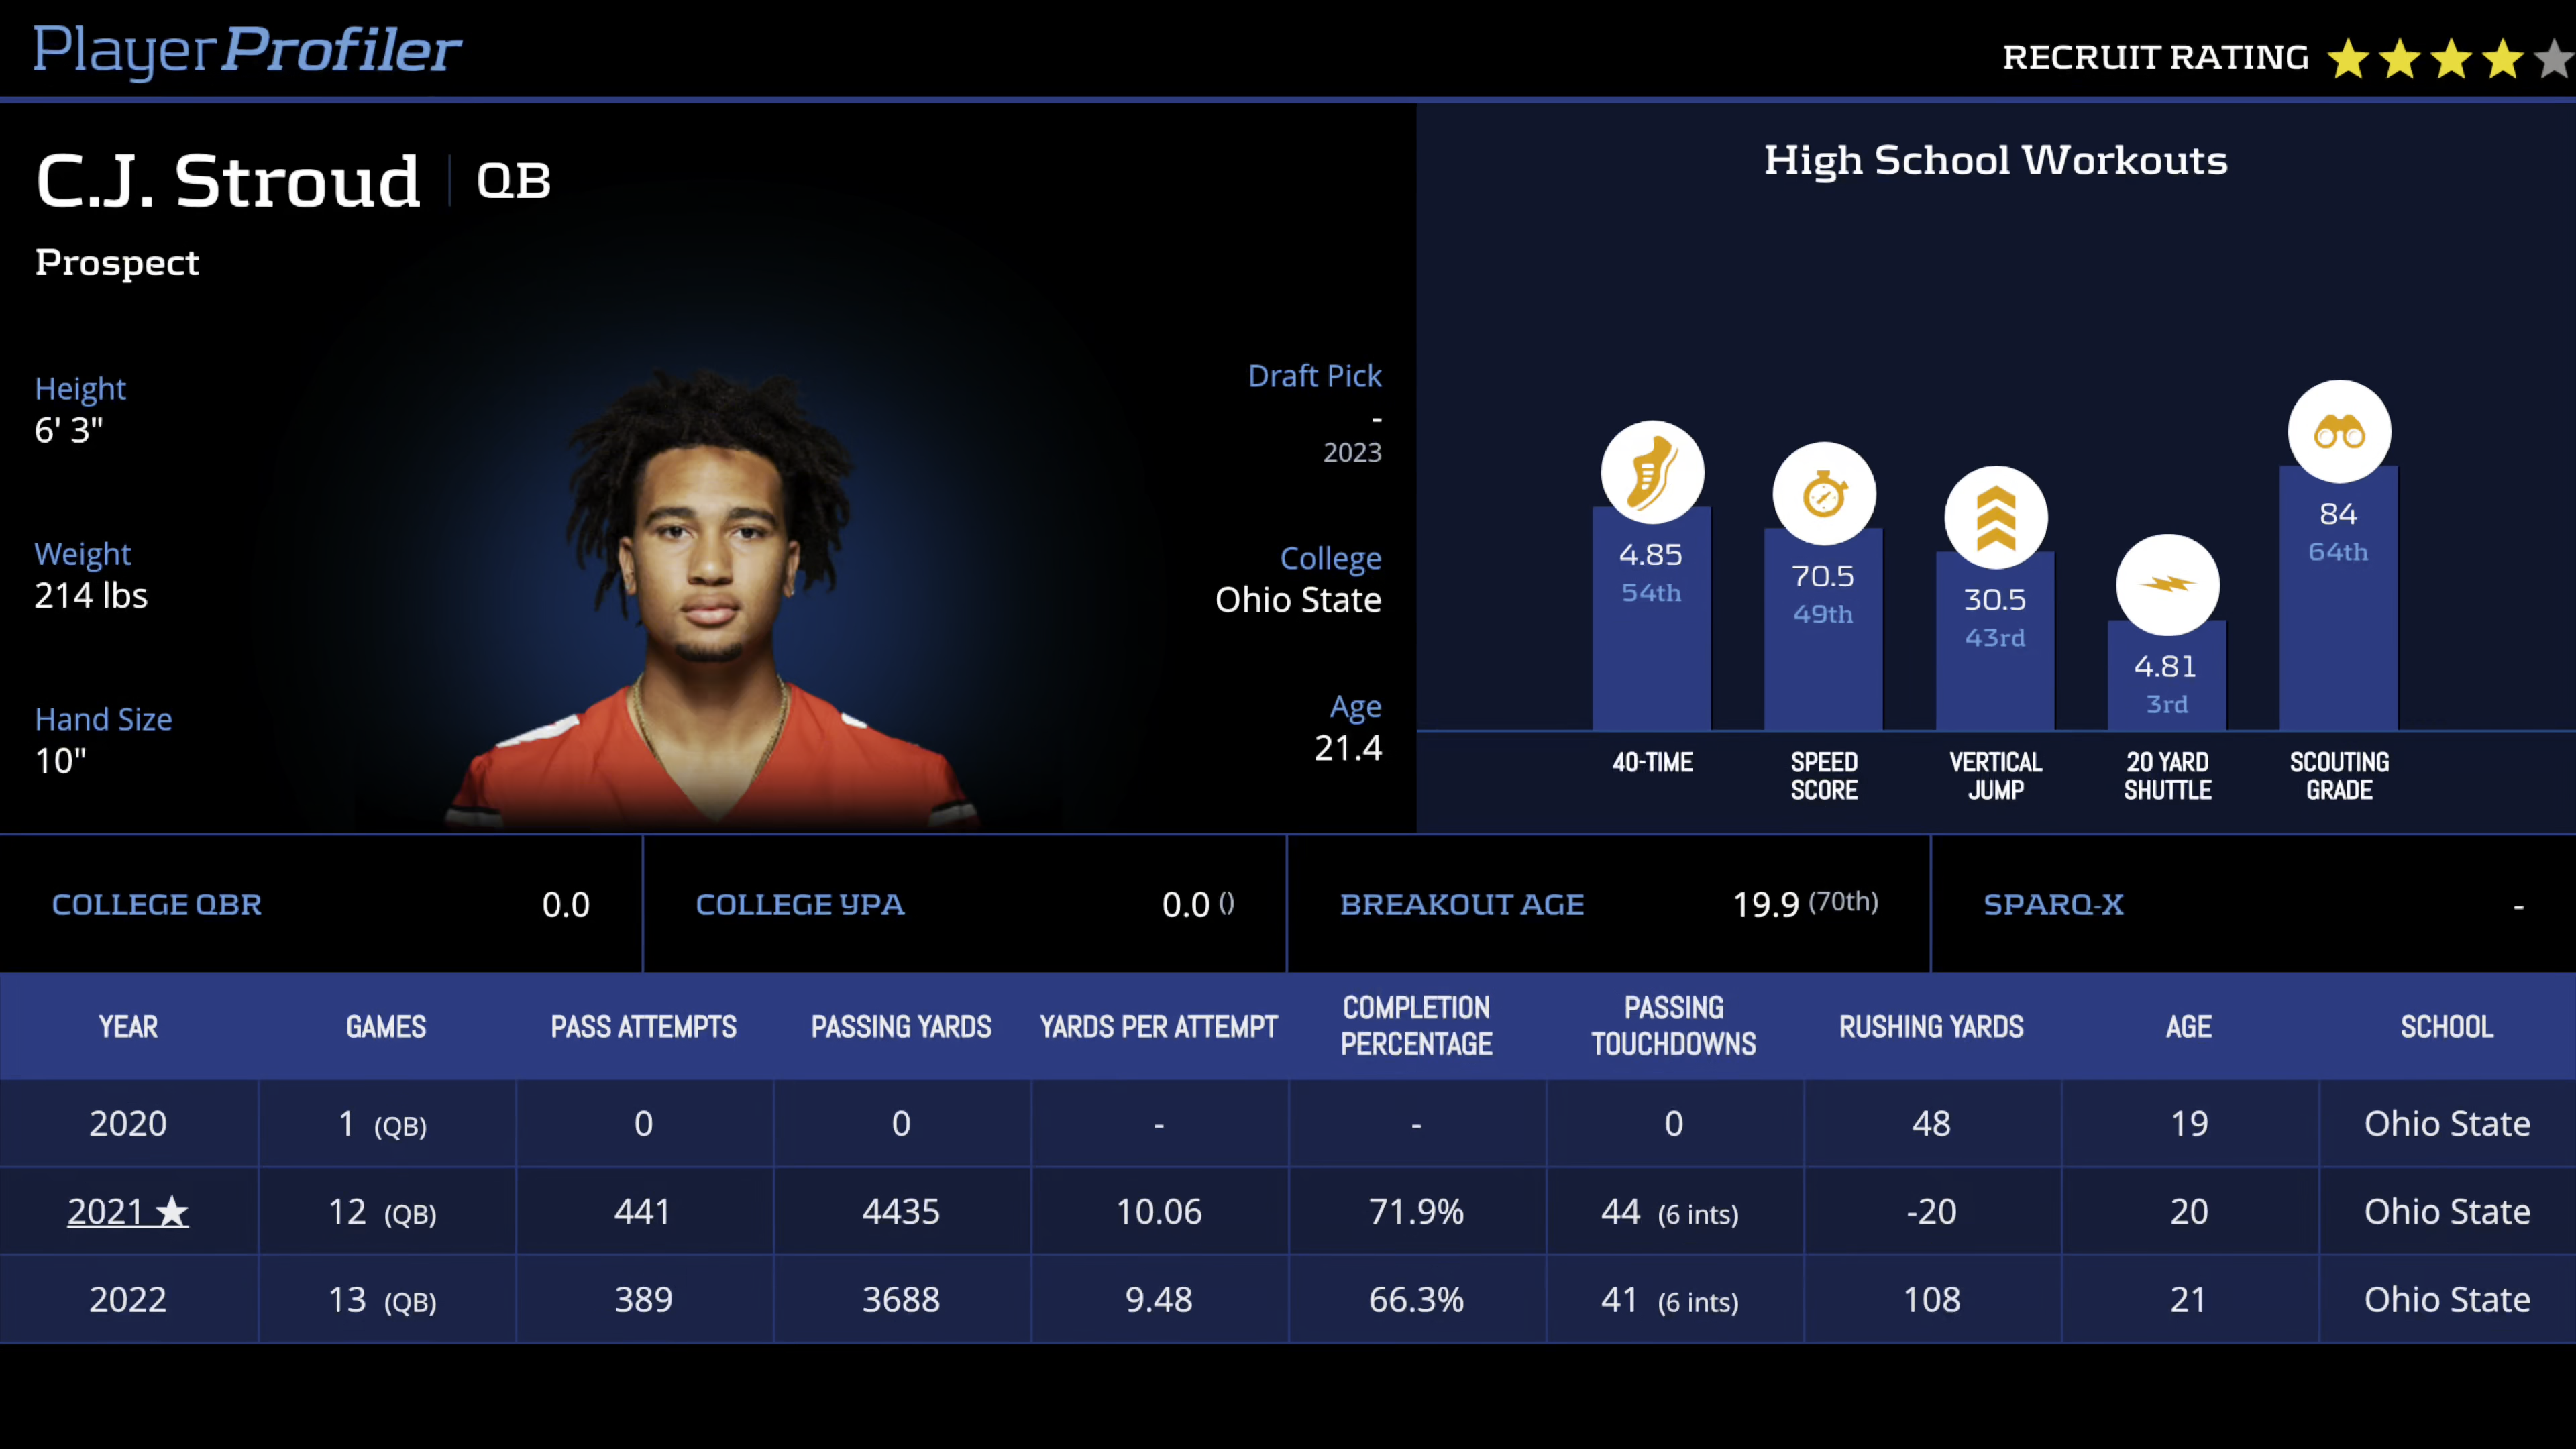 PlayerProfiler
RECRUIT RATING
C.J. Stroud QB
Prospect
Height
6' 3"
Weight
214 lbs
Hand Size
10"
Draft Pick
-
2023
College
Ohio State
Age
21.4
High School Workouts
4.85
54th
40-TIME
70.5
49th
SPEED
SCORE
30.5
43rd
VERTICAL
JUMP
4.81
3rd
20 YARD
SHUTTLE
84
64th
SCOUTING
GRADE
COLLEGE QBR 0.0
COLLEGE YPA 0.0 ()
BREAKOUT AGE 19.9 (70th)
SPARQ-X -
YEAR GAMES PASS ATTEMPTS PASSING YARDS YARDS PER ATTEMPT COMPLETION PERCENTAGE PASSING TOUCHDOWNS RUSHING YARDS AGE SCHOOL
2020 1 (QB) 0 0 - - 0 48 19 Ohio State
2021 ★ 12 (QB) 441 4435 10.06 71.9% 44 (6 ints) -20 20 Ohio State
2022 13 (QB) 389 3688 9.48 66.3% 41 (6 ints) 108 21 Ohio State